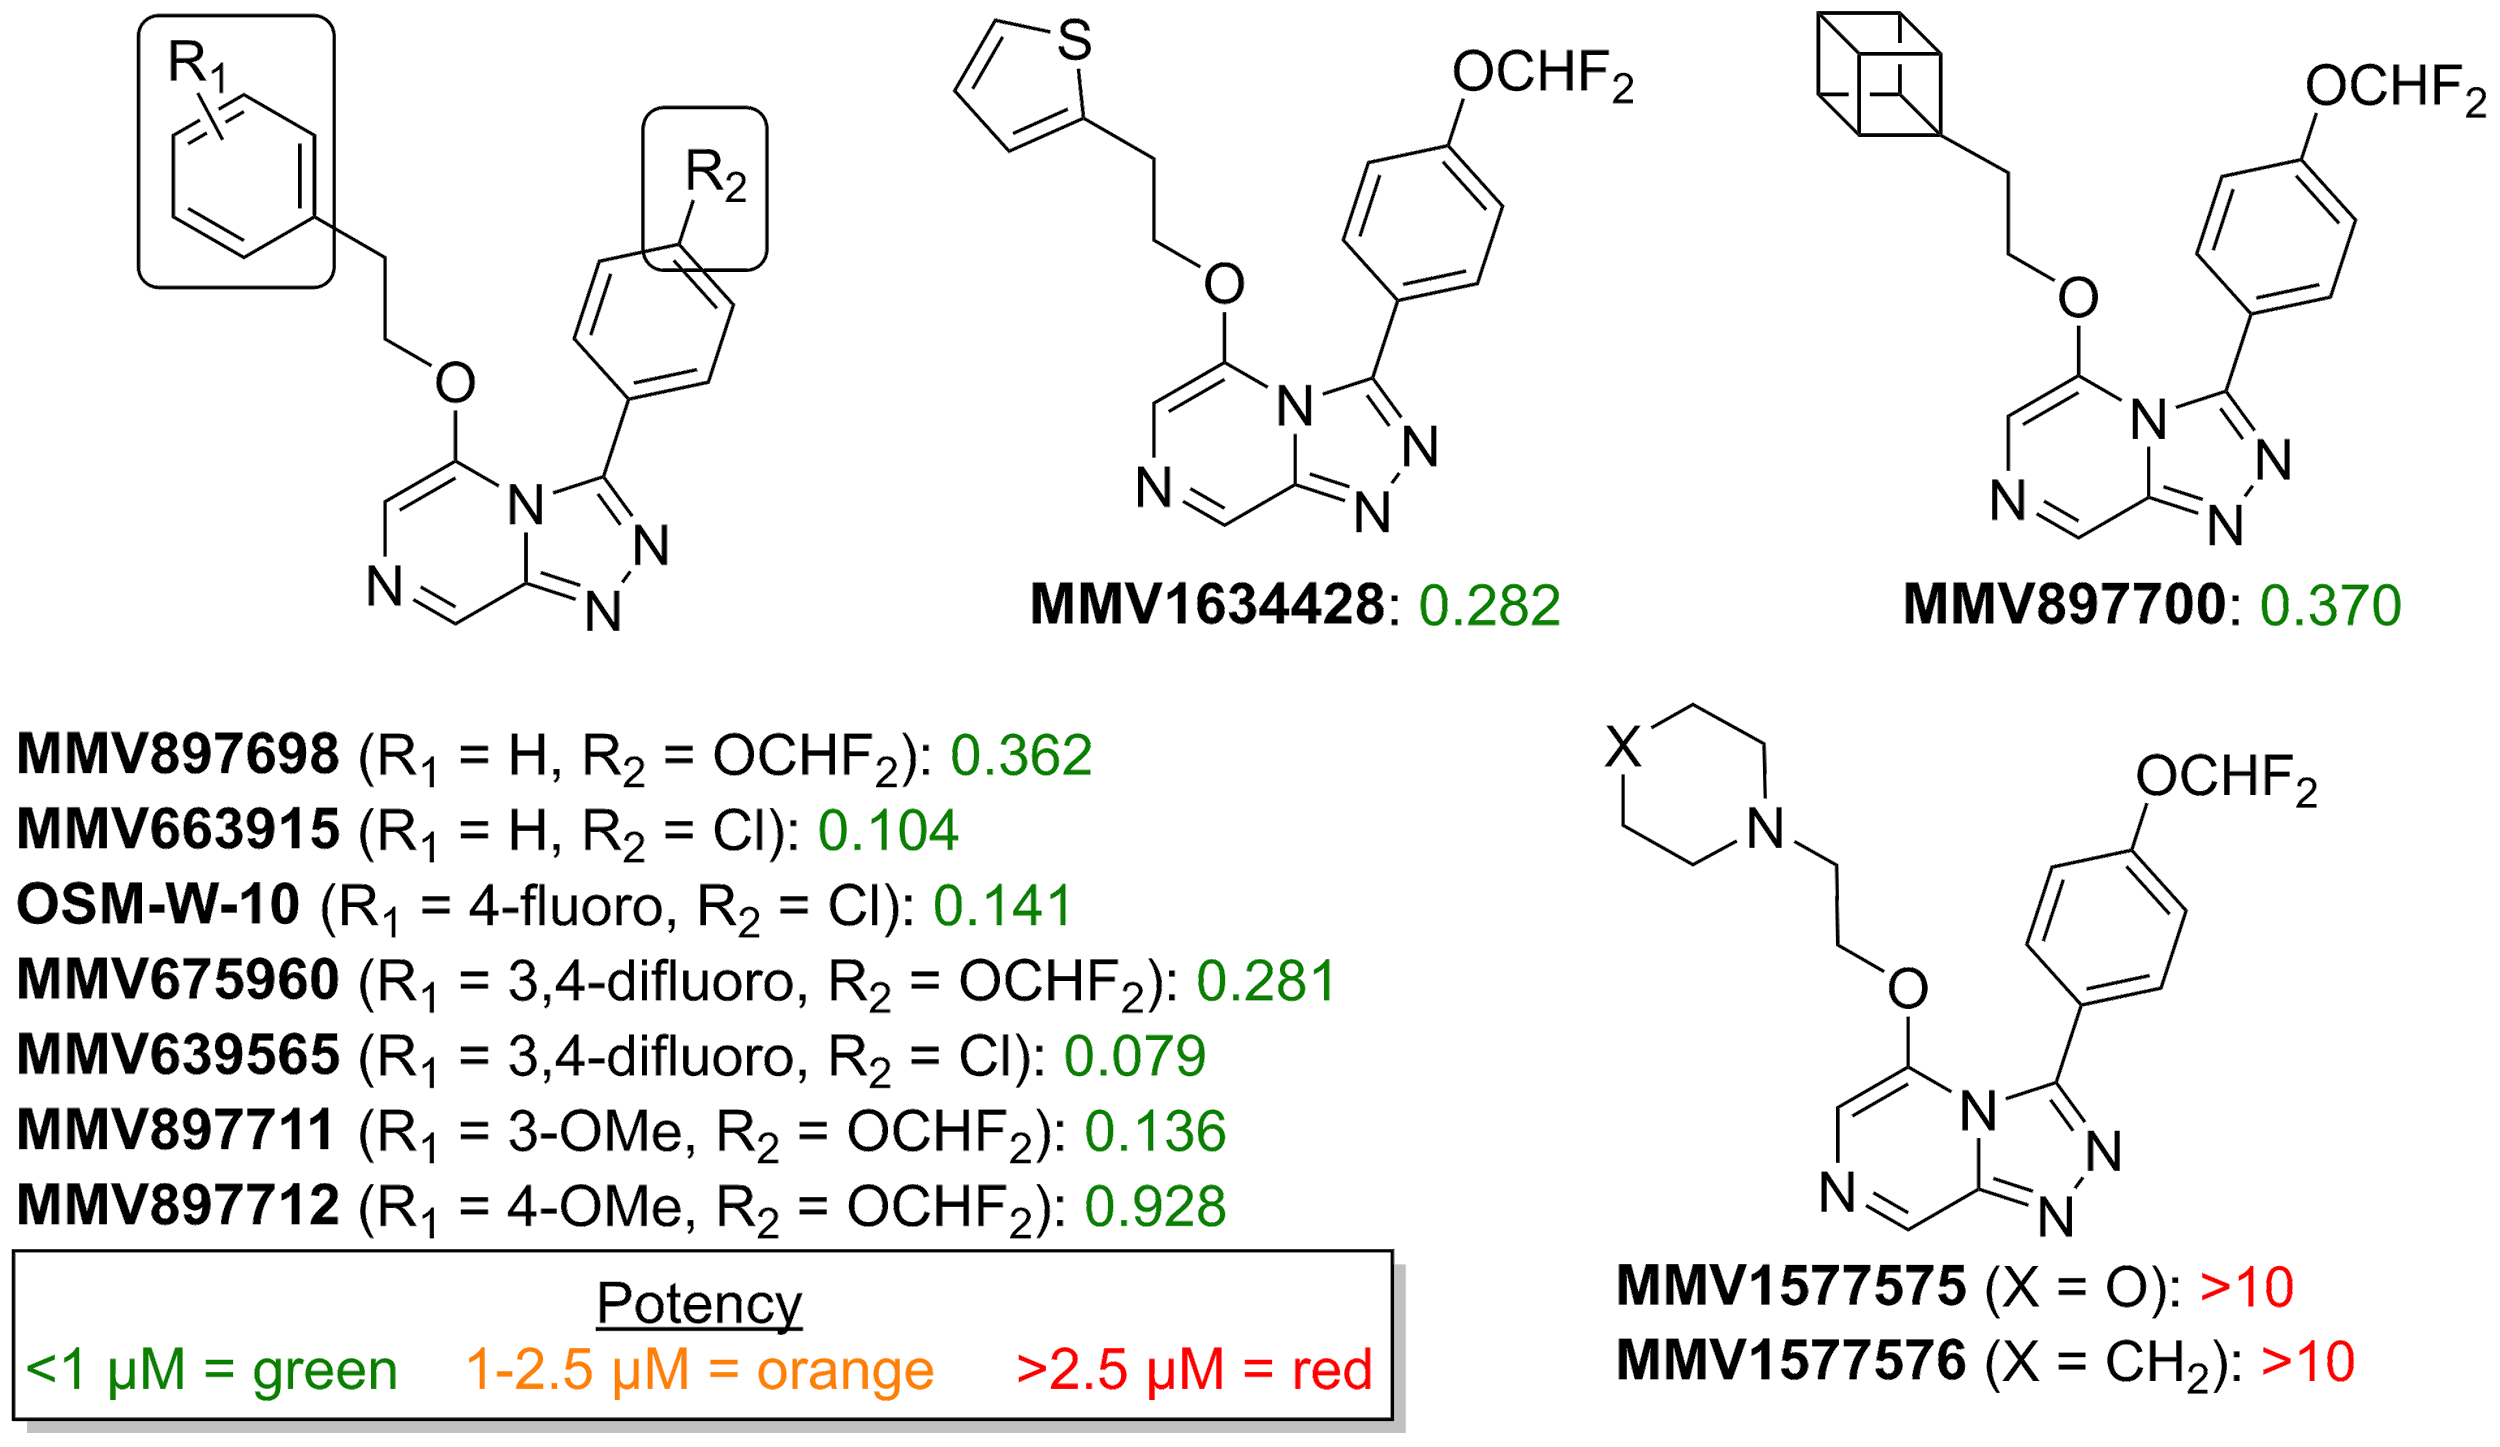 R1
R2
O
N
N
N
N
S
OCHF2
O
N
N
N
N
MMV1634428: 0.282
OCHF2
O
N
N
N
N
MMV897700: 0.370
MMV897698 (R1 = H, R2 = OCHF2): 0.362
MMV663915 (R1 = H, R2 = Cl): 0.104
OSM-W-10 (R1 = 4-fluoro, R2 = Cl): 0.141
MMV675960 (R1 = 3,4-difluoro, R2 = OCHF2): 0.281
MMV639565 (R1 = 3,4-difluoro, R2 = Cl): 0.079
MMV897711 (R1 = 3-OMe, R2 = OCHF2): 0.136
MMV897712 (R1 = 4-OMe, R2 = OCHF2): 0.928
X
N
OCHF2
O
N
N
N
N
MMV1577575 (X = O): >10
MMV1577576 (X = CH2): >10
Potency
<1 µM = green 1-2.5 µM = orange >2.5 µM = red